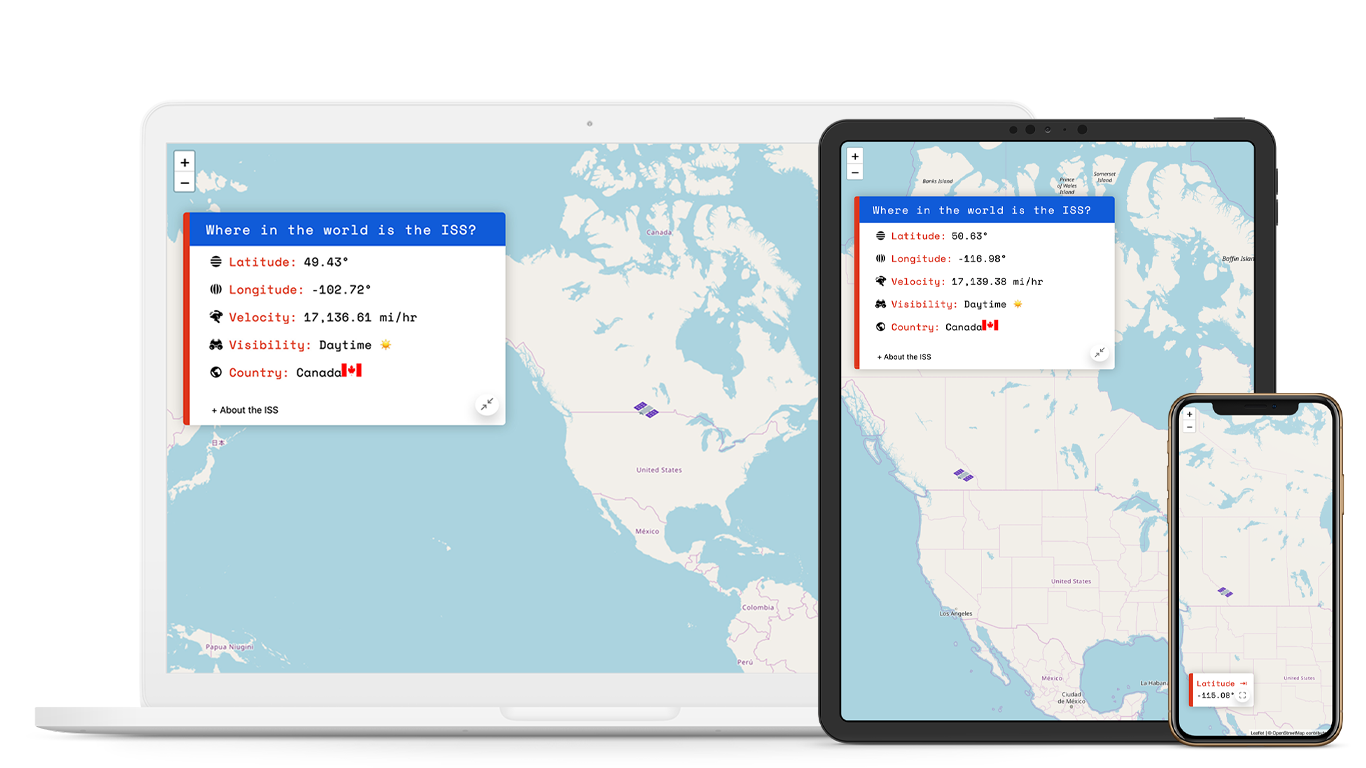 +
−
Where in the world is the ISS?
Latitude: 49.43°
Longitude: -102.72°
Velocity: 17,136.61 mi/hr
Visibility: Daytime
Country: Canada
+ About the ISS
Canada
日本
United States
México
Colombia
Papua Niugini
Perú
+
−
Banks Island
Prince
of Wales
Island
Somerset
Island
Where in the world is the ISS?
Latitude: 50.63°
Longitude: -116.98°
Velocity: 17,139.38 mi/hr
Visibility: Daytime
Country: Canada
+ About the ISS
Baffin Islan
United States
Los Angeles
México
Ciudad
de México
La Habana
+
−
United States
Latitude
-115.08°
Leaflet | © OpenStreetMap contribut